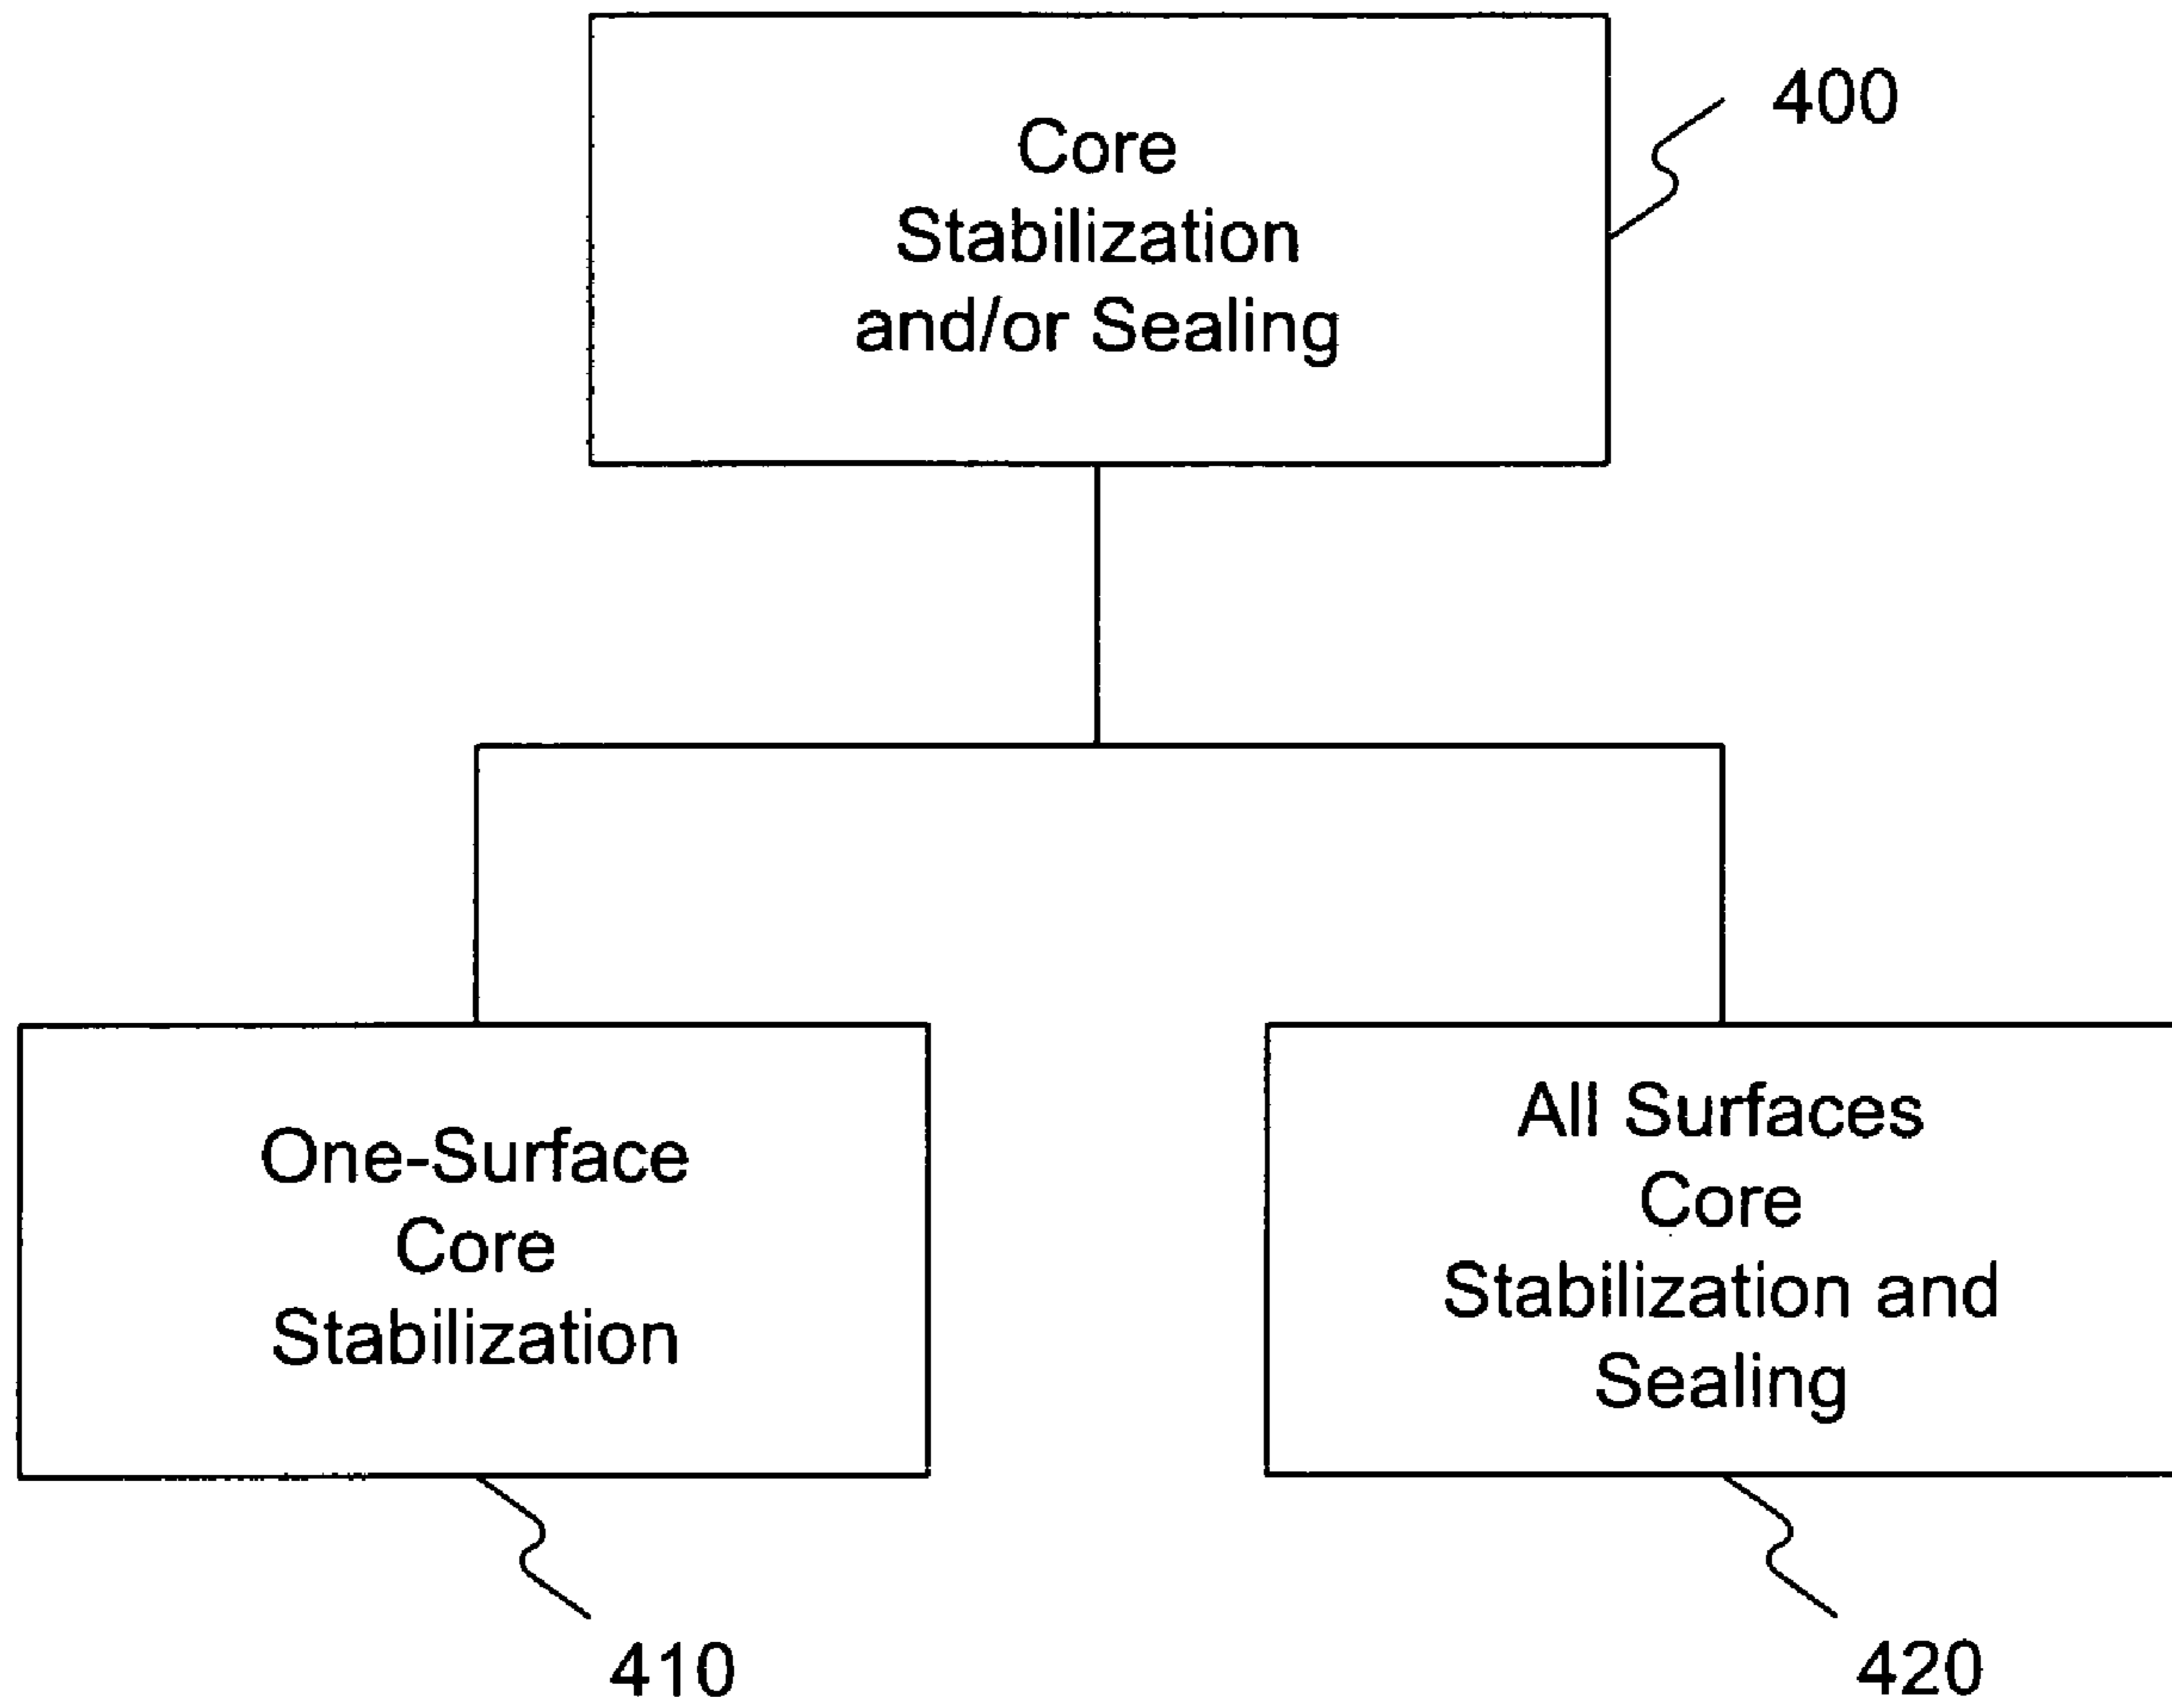 Core
Stabilization
and/or Sealing
400
One-Surface
Core
Stabilization
All Surfaces
Core
Stabilization and
Sealing
410
420